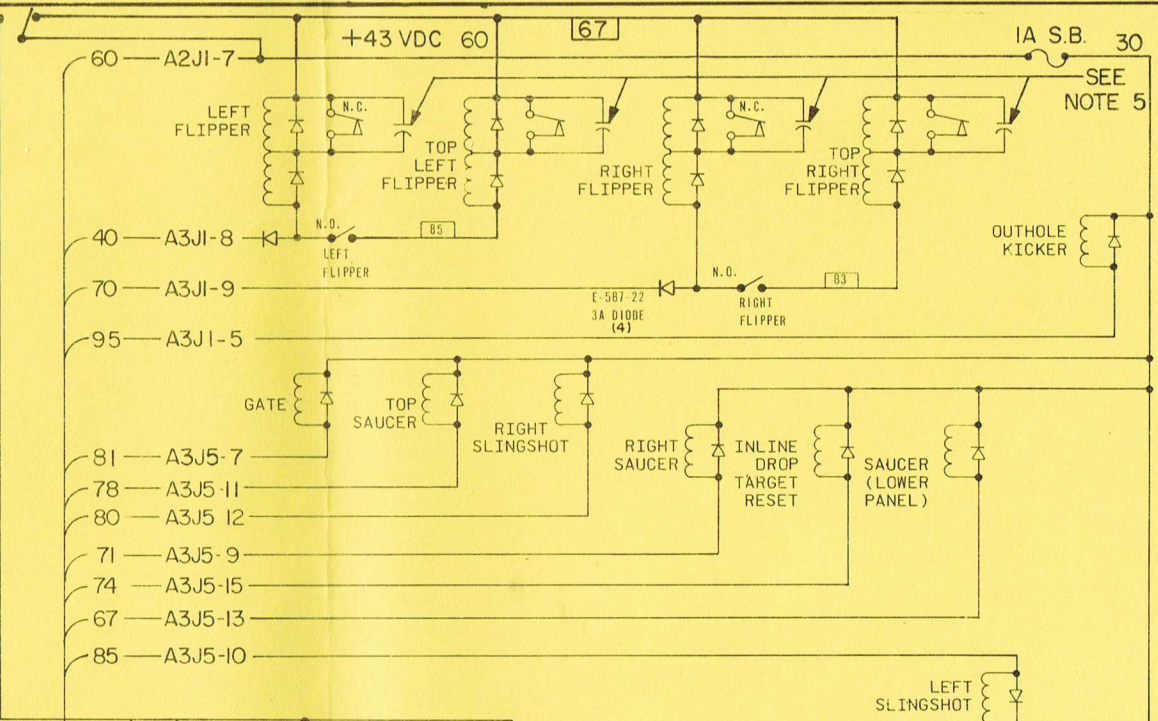 +43 VDC 60
67
1A S.B. 30
60 A2J1-7
SEE
NOTE 5
LEFT
FLIPPER
N.C.
TOP
LEFT
FLIPPER
RIGHT
FLIPPER
N.C.
TOP
RIGHT
FLIPPER
40 A3J1-8
N.O.
LEFT
FLIPPER
85
OUTHOLE
KICKER
70 A3J1-9
E-587-22
3A DIODE
(4)
N.O.
RIGHT
FLIPPER
83
95 A3J1-5
GATE
TOP
SAUCER
RIGHT
SLINGSHOT
RIGHT
SAUCER
INLINE
DROP
TARGET
RESET
SAUCER
(LOWER
PANEL)
81 A3J5-7
78 A3J5-11
80 A3J5 12
71 A3J5-9
74 A3J5-15
67 A3J5-13
85 A3J5-10
LEFT
SLINGSHOT